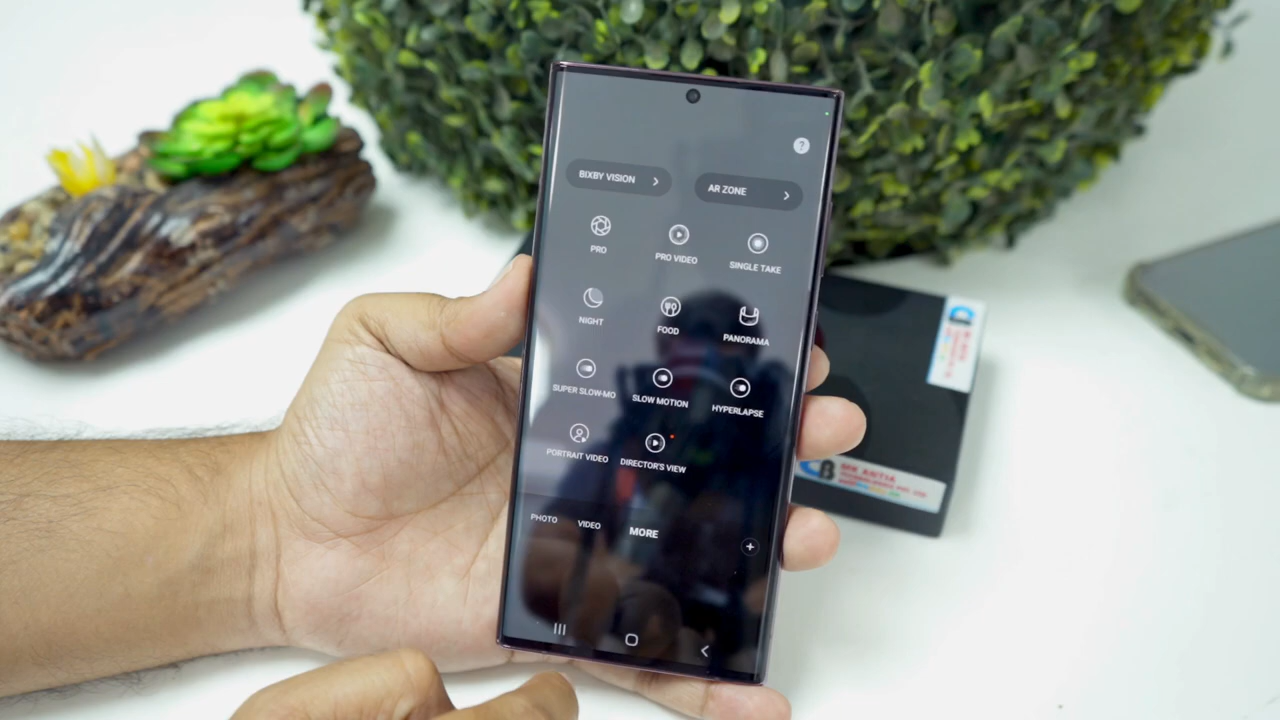 ?
BIXBY VISION >
AR ZONE >
PRO
PRO VIDEO
SINGLE TAKE
NIGHT
FOOD
PANORAMA
SUPER SLOW-MO
SLOW MOTION
HYPERLAPSE
PORTRAIT VIDEO
DIRECTOR'S VIEW
PHOTO
VIDEO
MORE